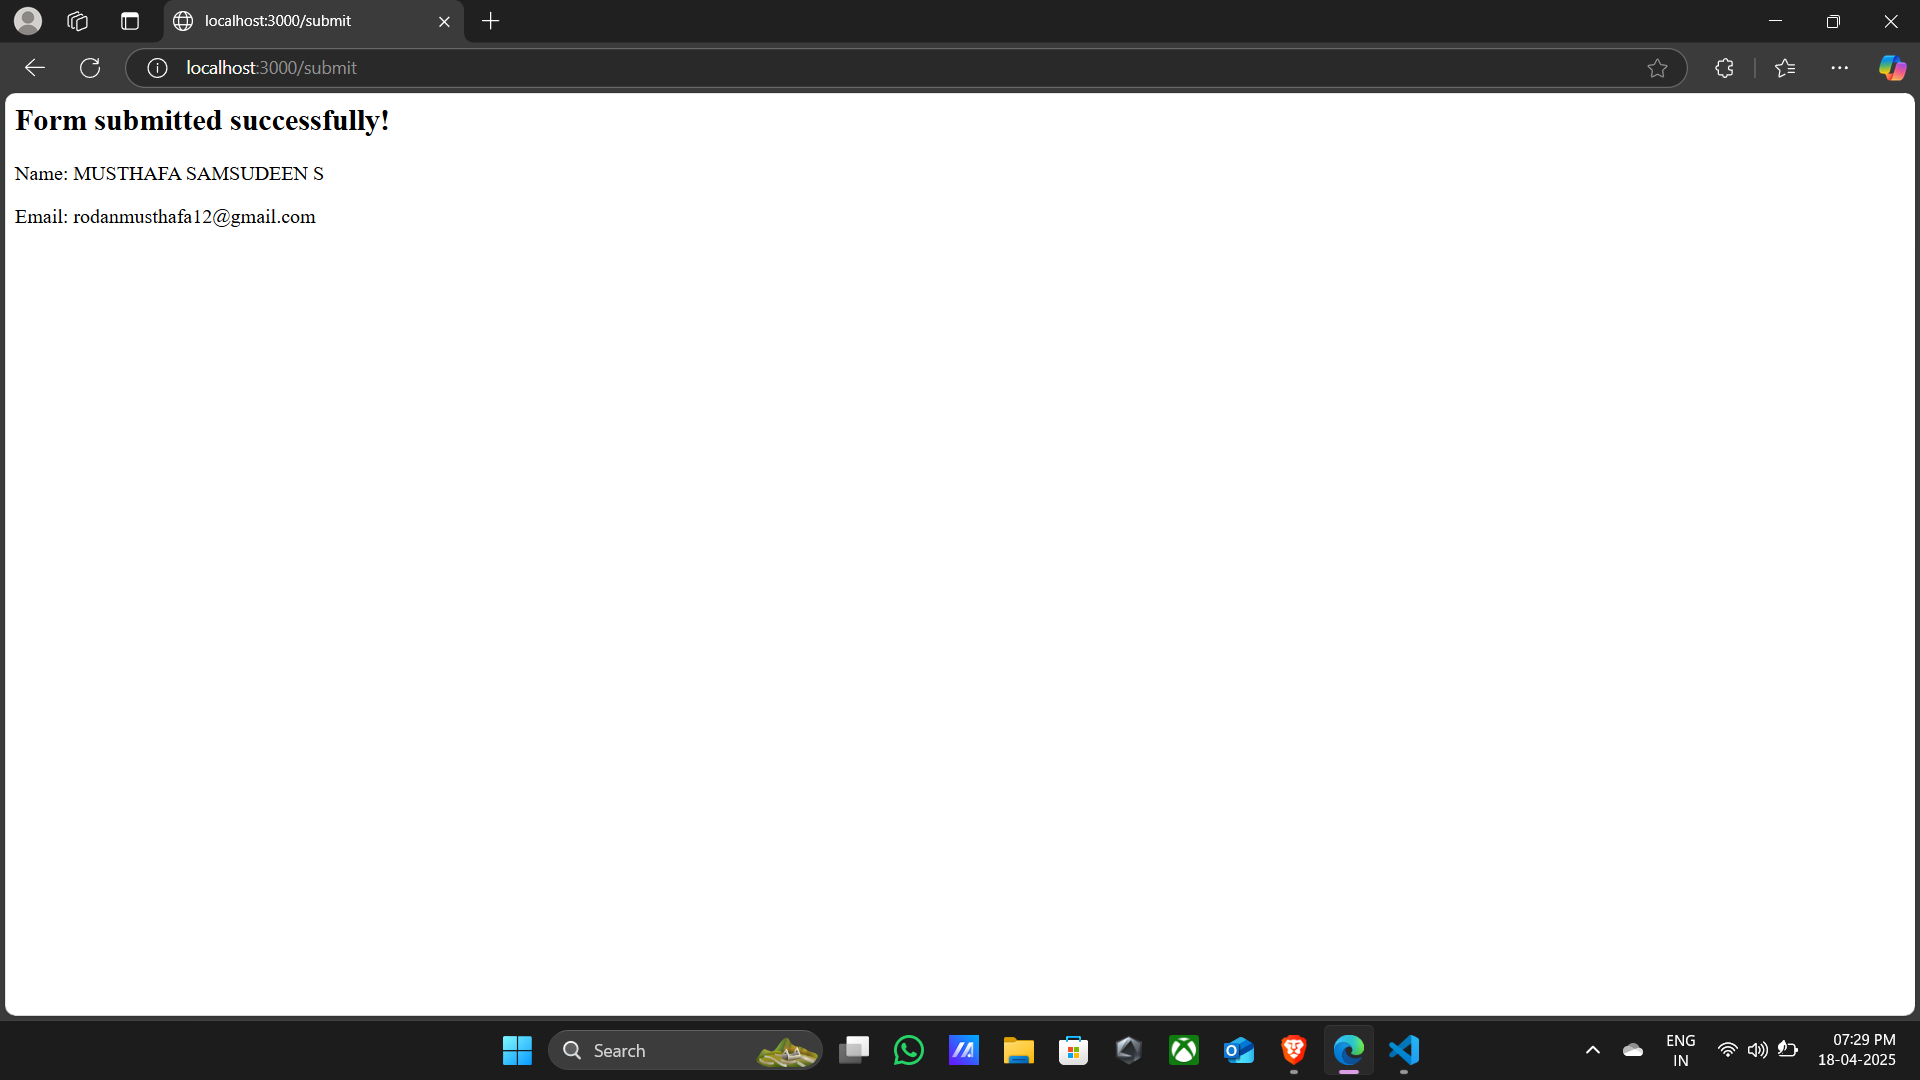 localhost:3000/submit
localhost:3000/submit
Form submitted successfully!
Name: MUSTHAFA SAMSUDEEN S
Email: rodanmusthafa12@gmail.com
Search
ENG
IN
07:29 PM
18-04-2025